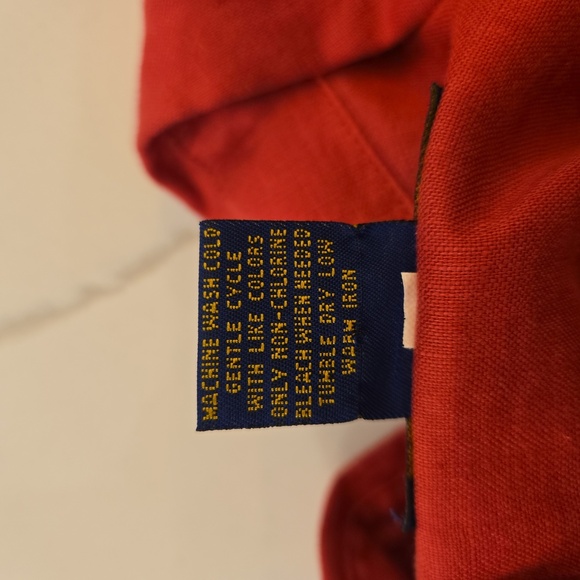 MACHINE WASH COLD
GENTLE CYCLE
WITH LIKE COLORS
ONLY NON-CHLORINE
BLEACH WHEN NEEDED
TUMBLE DRY LOW
WARM IRON